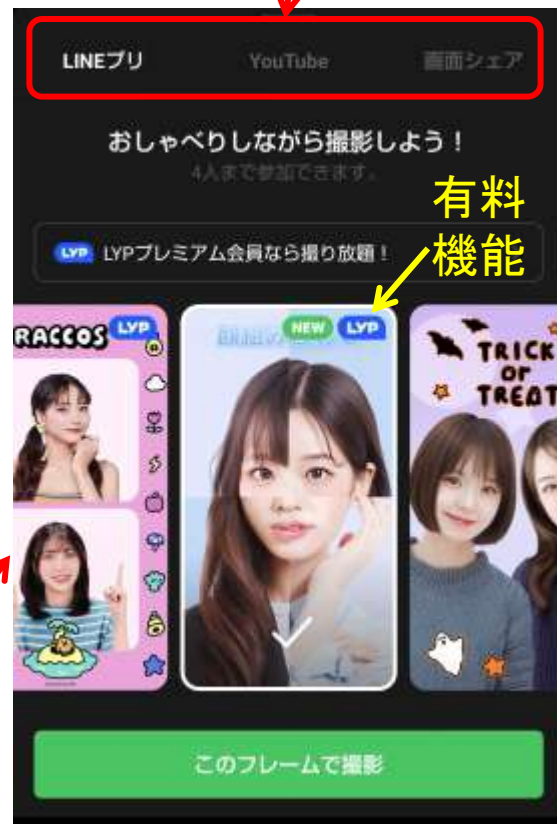 LINEプリ YouTube 画面シェア
おしゃべりしながら撮影しよう！
4人まで参加できます。
有料
機能
LYP LYPプレミアム会員なら撮り放題！
RACCOS LYP
NEW LYP
TRICK
or
TREAT
このフレームで撮影